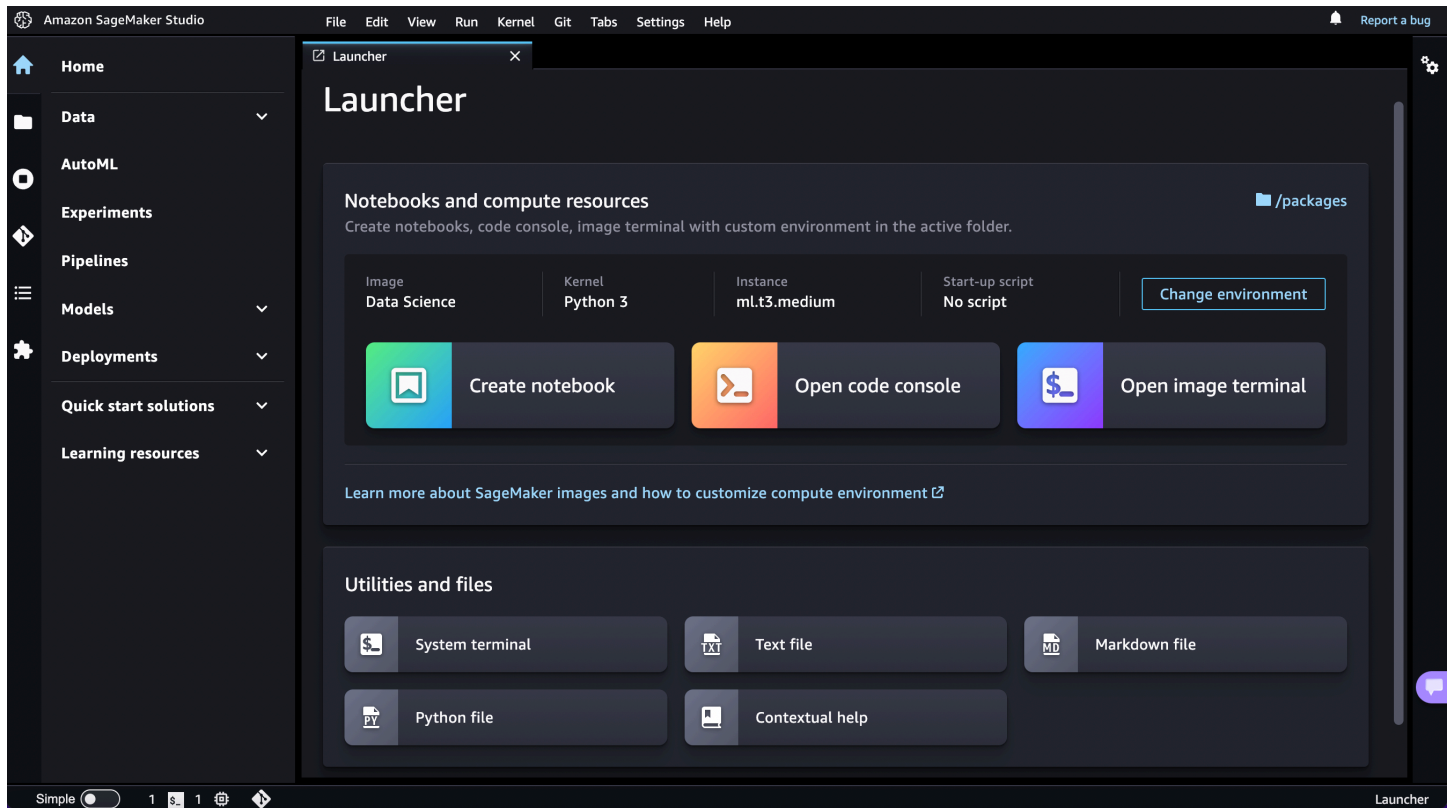 Amazon SageMaker Studio
File Edit View Run Kernel Git Tabs Settings Help
Report a bug
Home
Data
AutoML
Experiments
Pipelines
Models
Deployments
Quick start solutions
Learning resources
Launcher
Launcher
Notebooks and compute resources
/packages
Create notebooks, code console, image terminal with custom environment in the active folder.
Image
Data Science
Kernel
Python 3
Instance
ml.t3.medium
Start-up script
No script
Change environment
Create notebook
Open code console
$_
Open image terminal
Learn more about SageMaker images and how to customize compute environment
Utilities and files
$_
System terminal
TXT
Text file
MD
Markdown file
PY
Python file
Contextual help
Simple 1 $_ 1
Launcher